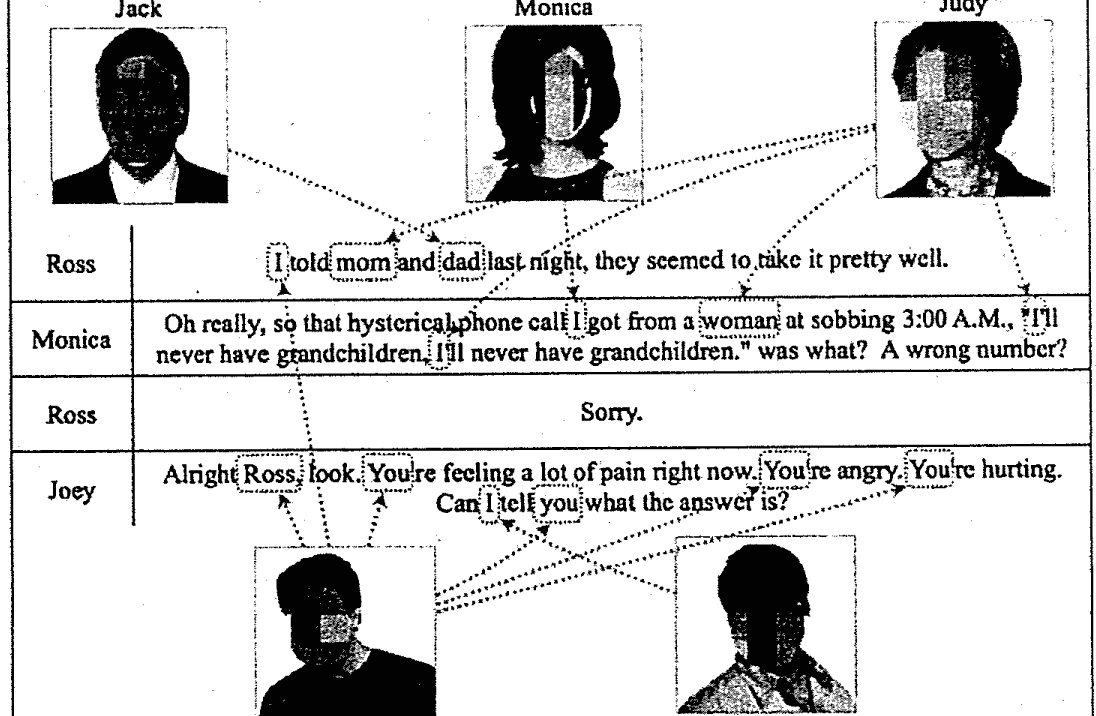 Jack
Monica
Judy
Ross
I told mom and dad last night, they seemed to take it pretty well.
Monica
Oh really, so that hysterical phone call I got from a woman at sobbing 3:00 A.M., "I'll
never have grandchildren, I'll never have grandchildren." was what? A wrong number?
Ross
Sorry.
Joey
Alright Ross, look. You're feeling a lot of pain right now. You're angry. You're hurting.
Can I tell you what the answer is?